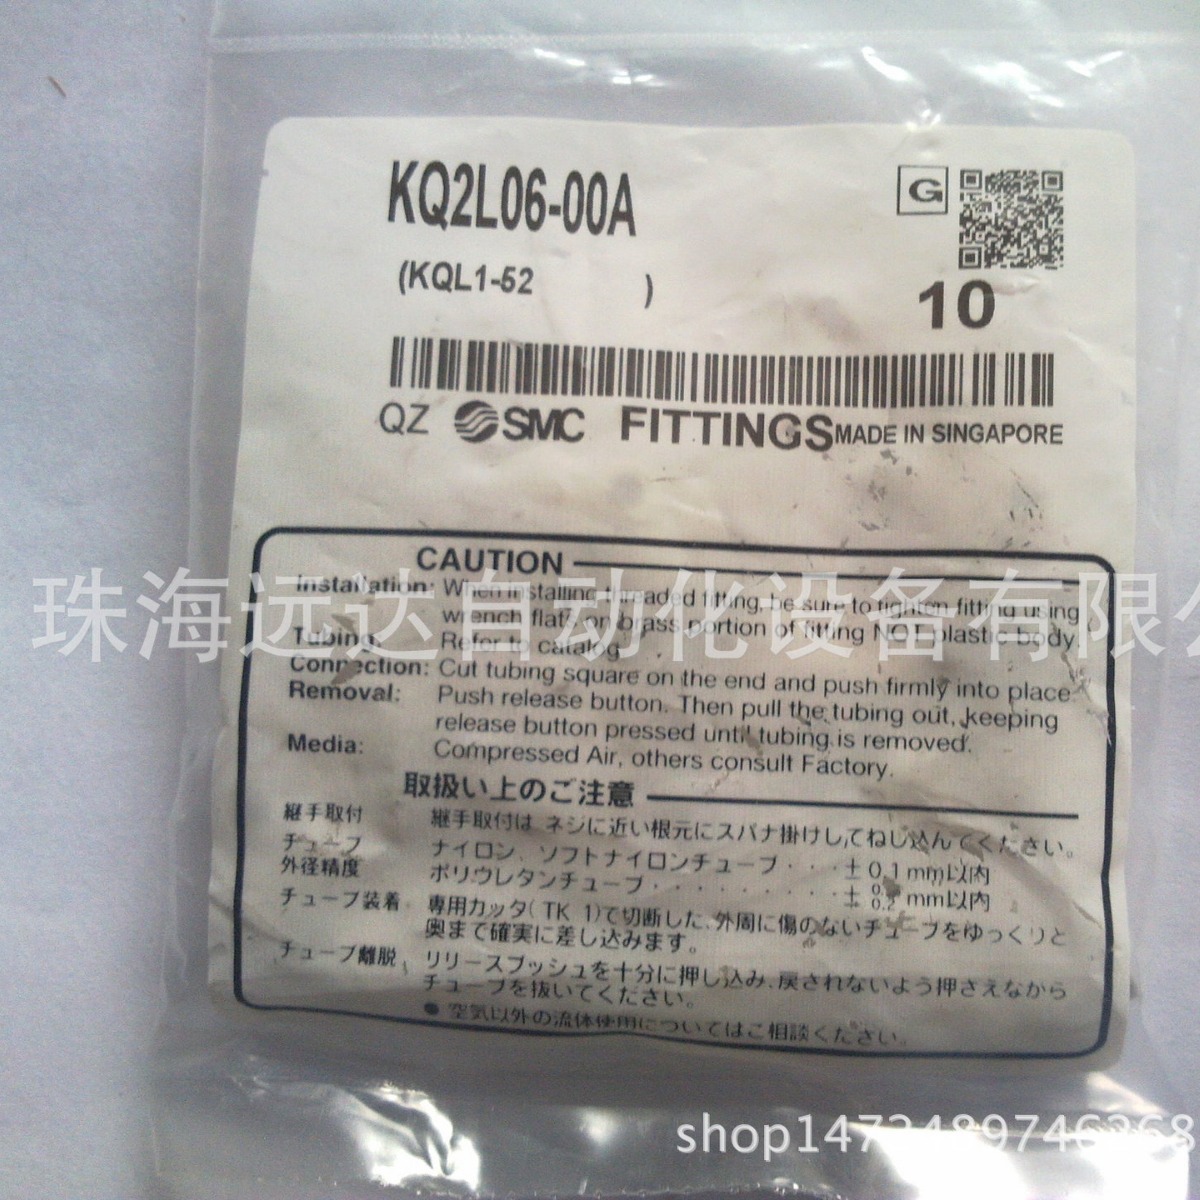 KQ2L06-00A
G
(KQL1-52 )
10
QZ SMC FITTINGS MADE IN SINGAPORE
CAUTION
Installation: When installing threaded fitting, be sure to tighten fitting using
wrench flats on brass portion of fitting NOT plastic body.
Tubing: Refer to catalog
Connection: Cut tubing square on the end and push firmly into place.
Removal: Push release button. Then pull the tubing out, keeping
release button pressed until tubing is removed.
Media: Compressed Air, others consult Factory.
取扱い上のご注意
継手取付 継手取付は ネジに近い根元にスパナ掛けしてねじ込んでください。
チューブ ナイロン、ソフトナイロンチューブ・・・± 0.1 mm以内
外径精度 ポリウレタンチューブ・・・・・・・・・ mm以内
チューブ装着 専用カッタ(TK 1)で切断した、外周に傷のないチューブをゆっくりと
奥まで確実に差し込みます。
チューブ離脱 リリースブッシュを十分に押し込み、戻されないよう押さえながら
チューブを抜いてください。
● 空気以外の流体使用についてはご相談ください。
珠海远达自动化设备有限公